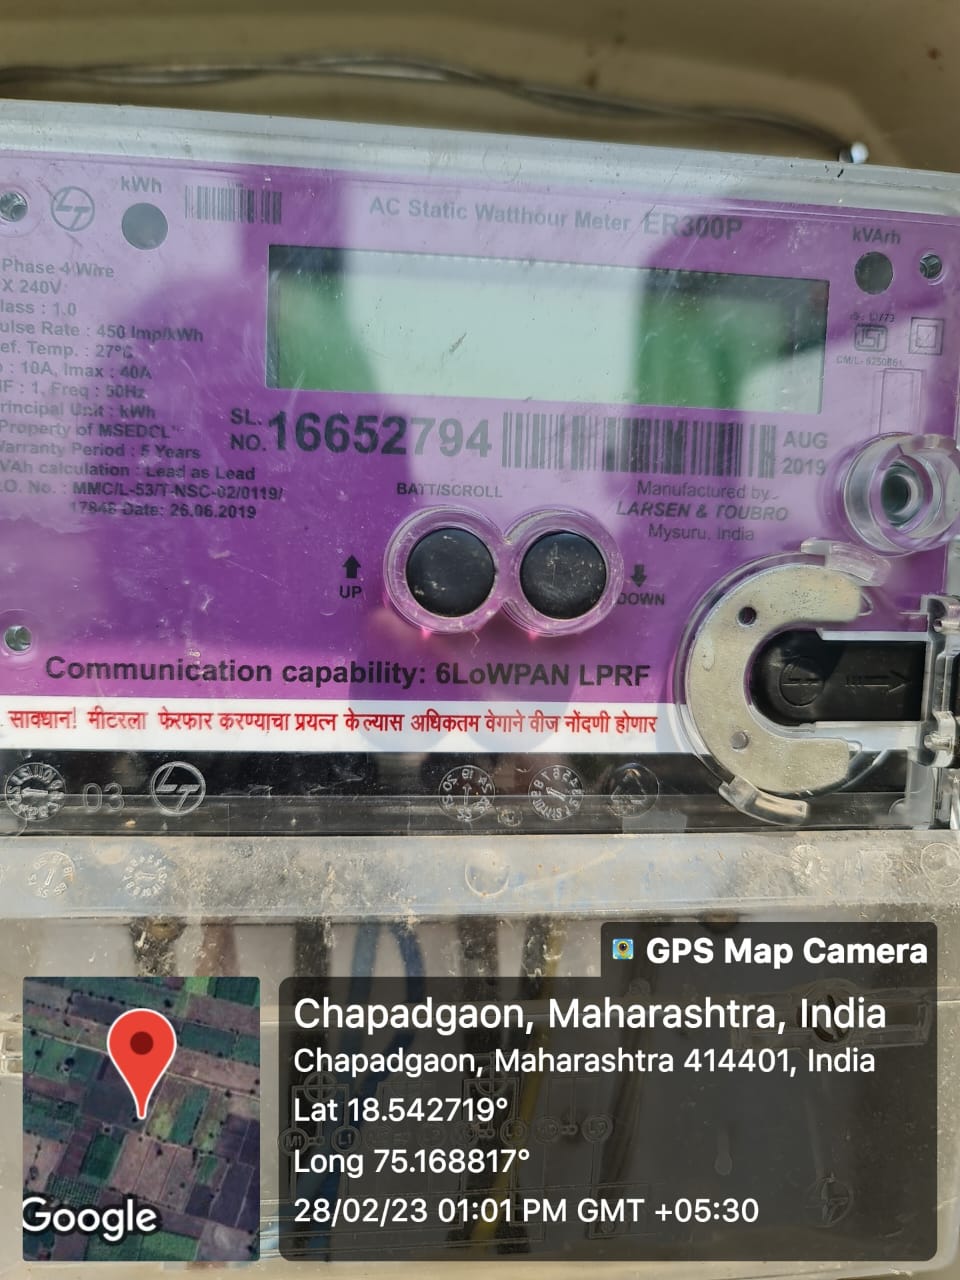 kWh
AC Static Watthour Meter ER300P
kVArh
Phase 4 Wire
X 240V
lass : 1.0
ulse Rate : 450 Imp/kWh
ef. Temp. : 27°C
: 10A, Imax : 40A
F : 1, Freq : 50Hz
rincipal Unit : kWh
Property of MSEDCL"
arranty Period : 5 Years
VAh calculation : Lead as Lead
.O. No. : MMC/L-53/T-NSC-02/0119/
17848 Date: 26.06.2019
SL. NO. 16652794
AUG
2019
BATT/SCROLL
Manufactured by
LARSEN & TOUBRO
Mysuru, India
UP
DOWN
Communication capability: 6LoWPAN LPRF
सावधान! मीटरला फेरफार करण्याचा प्रयत्न केल्यास अधिकतम वेगाने वीज नोंदणी होणार
03
GPS Map Camera
Chapadgaon, Maharashtra, India
Chapadgaon, Maharashtra 414401, India
Lat 18.542719°
Long 75.168817°
28/02/23 01:01 PM GMT +05:30
Google